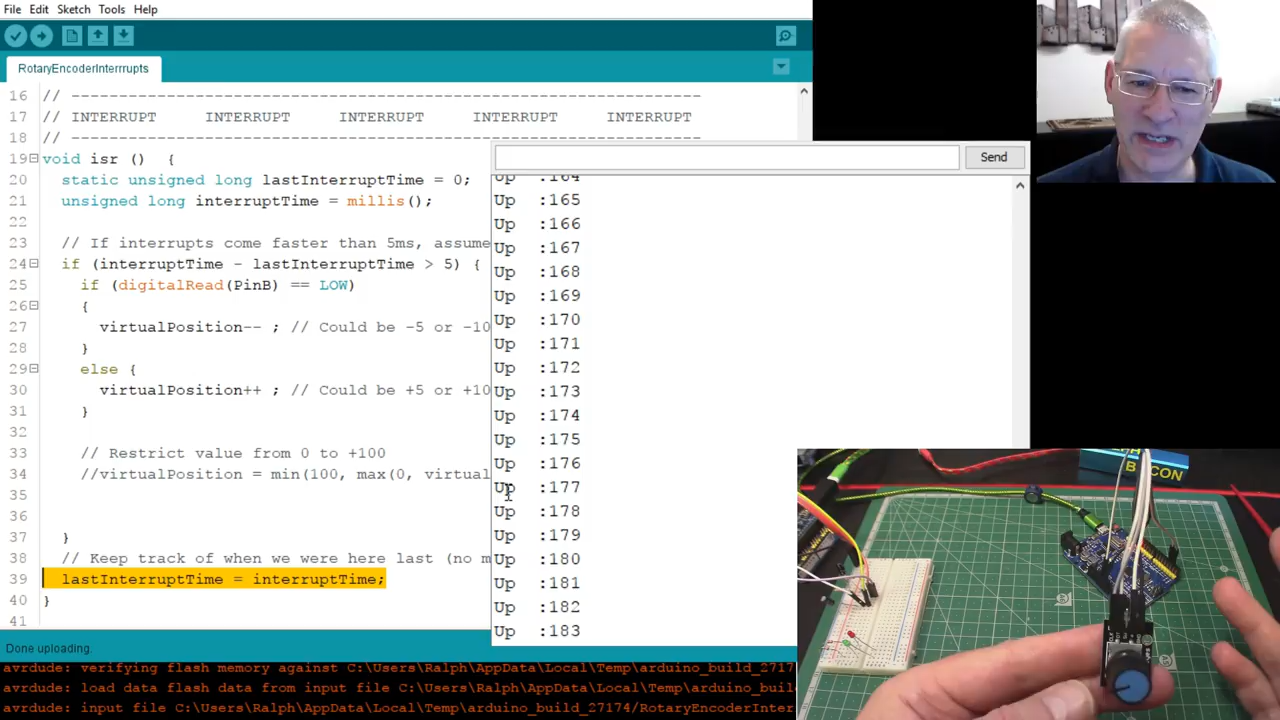 File Edit Sketch Tools Help
RotaryEncoderInterrrupts
16 // ------------------------------------------------------------------
17 // INTERRUPT INTERRUPT INTERRUPT INTERRUPT INTERRUPT
18 // ------------------------------------------------------------------
19 void isr () {
20 static unsigned long lastInterruptTime = 0;
21 unsigned long interruptTime = millis();
22
23 // If interrupts come faster than 5ms, assume
24 if (interruptTime - lastInterruptTime > 5) {
25 if (digitalRead(PinB) == LOW)
26 {
27 virtualPosition-- ; // Could be -5 or -10
28 }
29 else {
30 virtualPosition++ ; // Could be +5 or +10
31 }
32
33 // Restrict value from 0 to +100
34 //virtualPosition = min(100, max(0, virtual
35
36
37 }
38 // Keep track of when we were here last (no m
39 lastInterruptTime = interruptTime;
40 }
41
Send
Up :164
Up :165
Up :166
Up :167
Up :168
Up :169
Up :170
Up :171
Up :172
Up :173
Up :174
Up :175
Up :176
Up :177
Up :178
Up :179
Up :180
Up :181
Up :182
Up :183
Done uploading.
avrdude: verifying flash memory against C:\Users\Ralph\AppData\Local\Temp\arduino_build_2717
avrdude: load data flash data from input file C:\Users\Ralph\AppData\Local\Temp\arduino_buil
avrdude: input file C:\Users\Ralph\AppData\Local\Temp\arduino_build_27174/RotaryEncoderInter